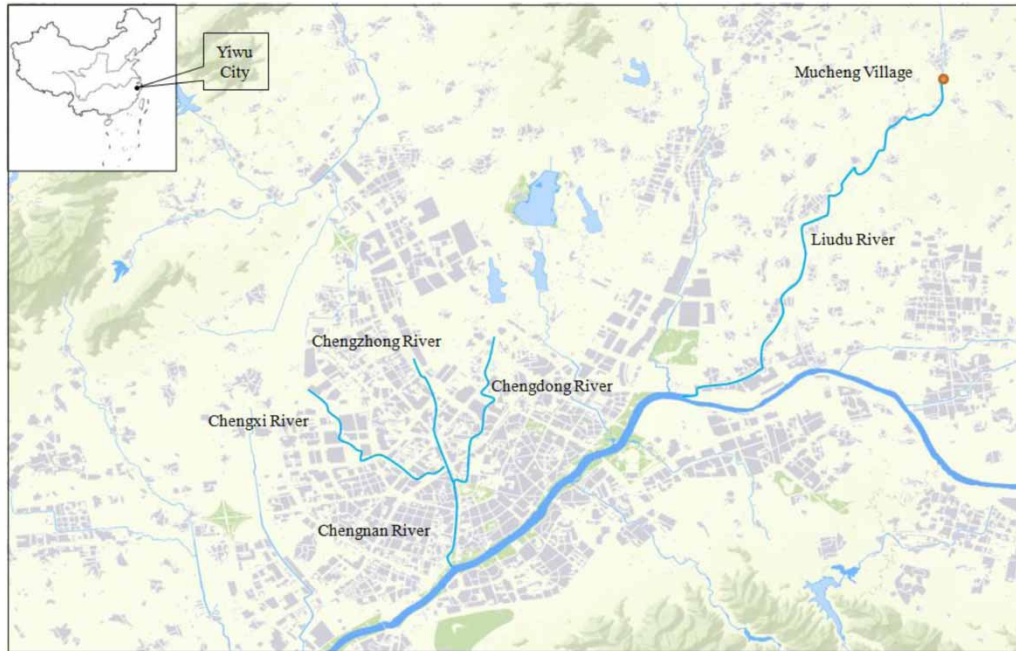 Yiwu
City
Mucheng Village
Liudu River
Chengzhong River
Chengdong River
Chengxi River
Chengnan River